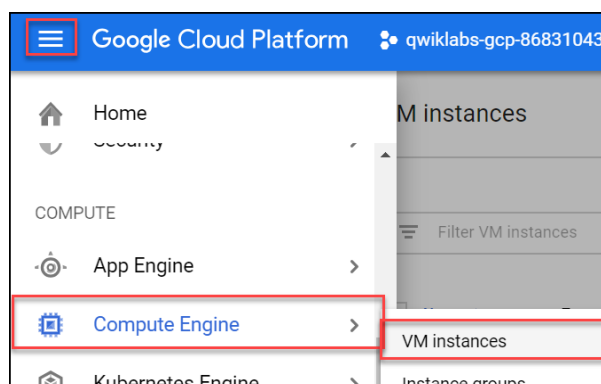 Google Cloud Platform
qwiklabs-gcp-86831043
Home
M instances
Security
COMPUTE
Filter VM instances
App Engine
Compute Engine
VM instances
Kubernetes Engine
Instance groups